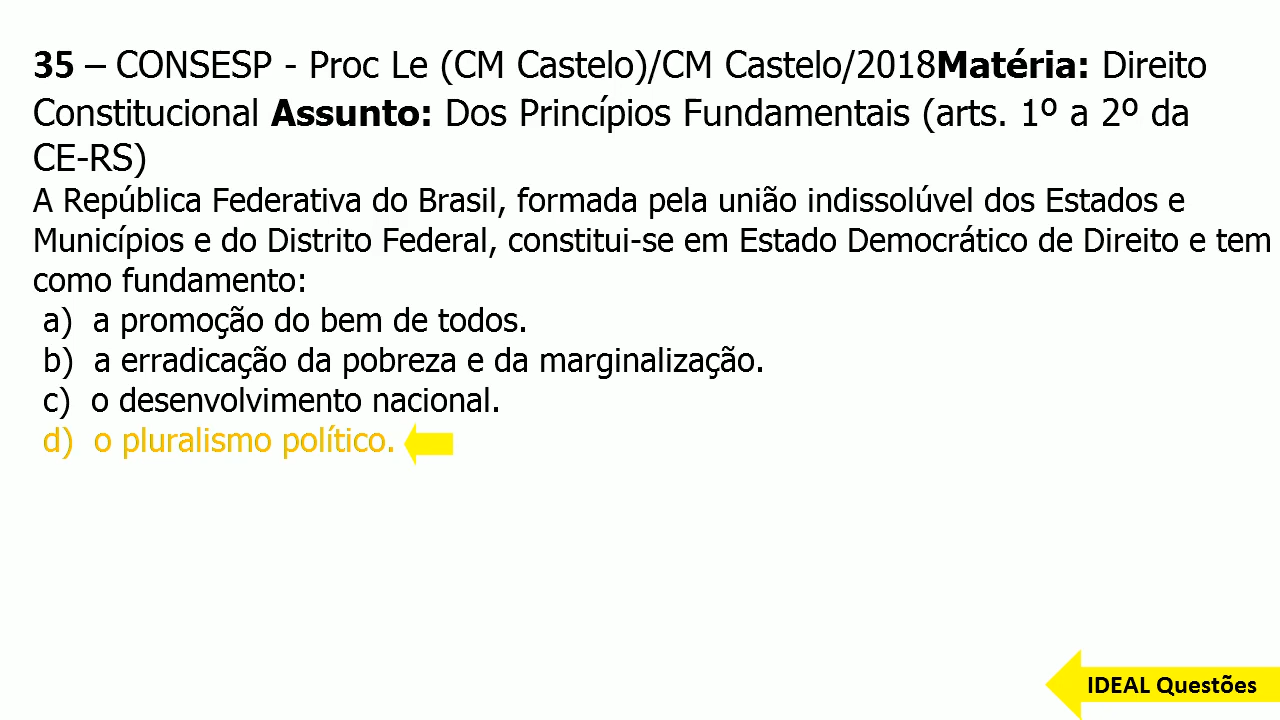 35 – CONSESP - Proc Le (CM Castelo)/CM Castelo/2018Matéria: Direito
Constitucional Assunto: Dos Princípios Fundamentais (arts. 1º a 2º da
CE-RS)
A República Federativa do Brasil, formada pela união indissolúvel dos Estados e
Municípios e do Distrito Federal, constitui-se em Estado Democrático de Direito e tem
como fundamento:
a) a promoção do bem de todos.
b) a erradicação da pobreza e da marginalização.
c) o desenvolvimento nacional.
d) o pluralismo político.
IDEAL Questões